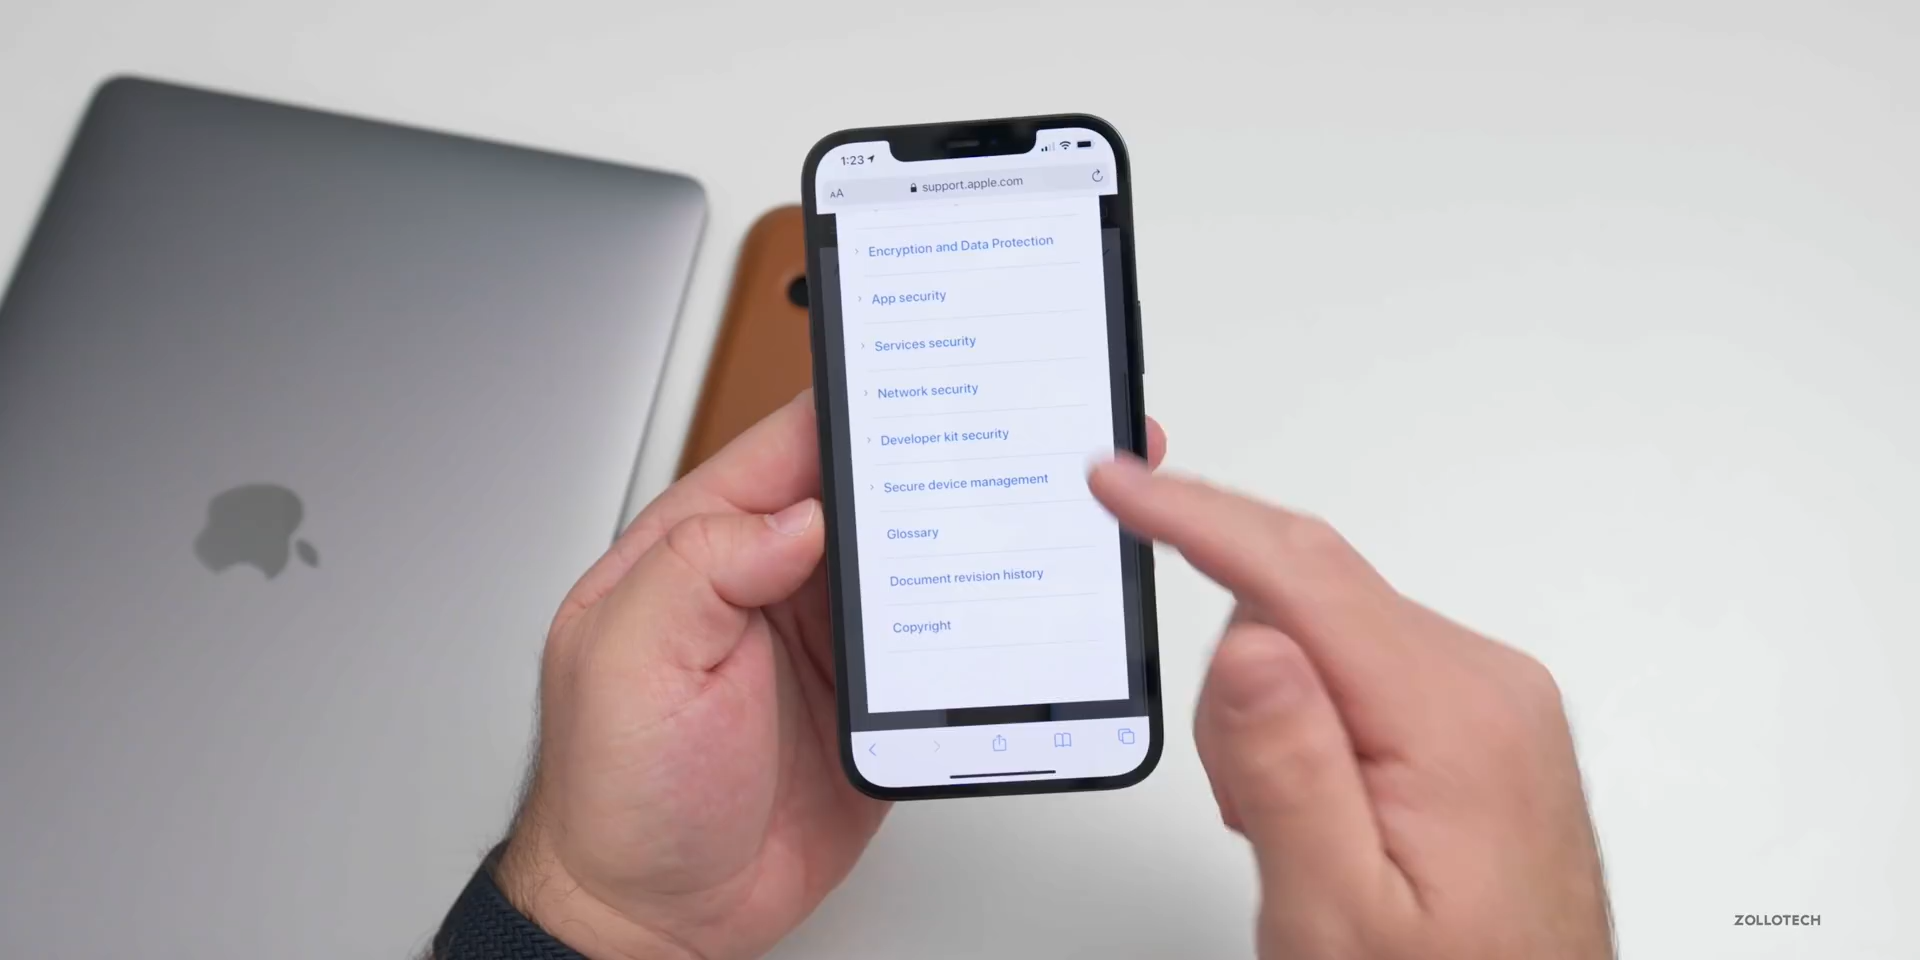 1:23
AA
support.apple.com
Encryption and Data Protection
App security
Services security
Network security
Developer kit security
Secure device management
Glossary
Document revision history
Copyright
ZOLLOTECH